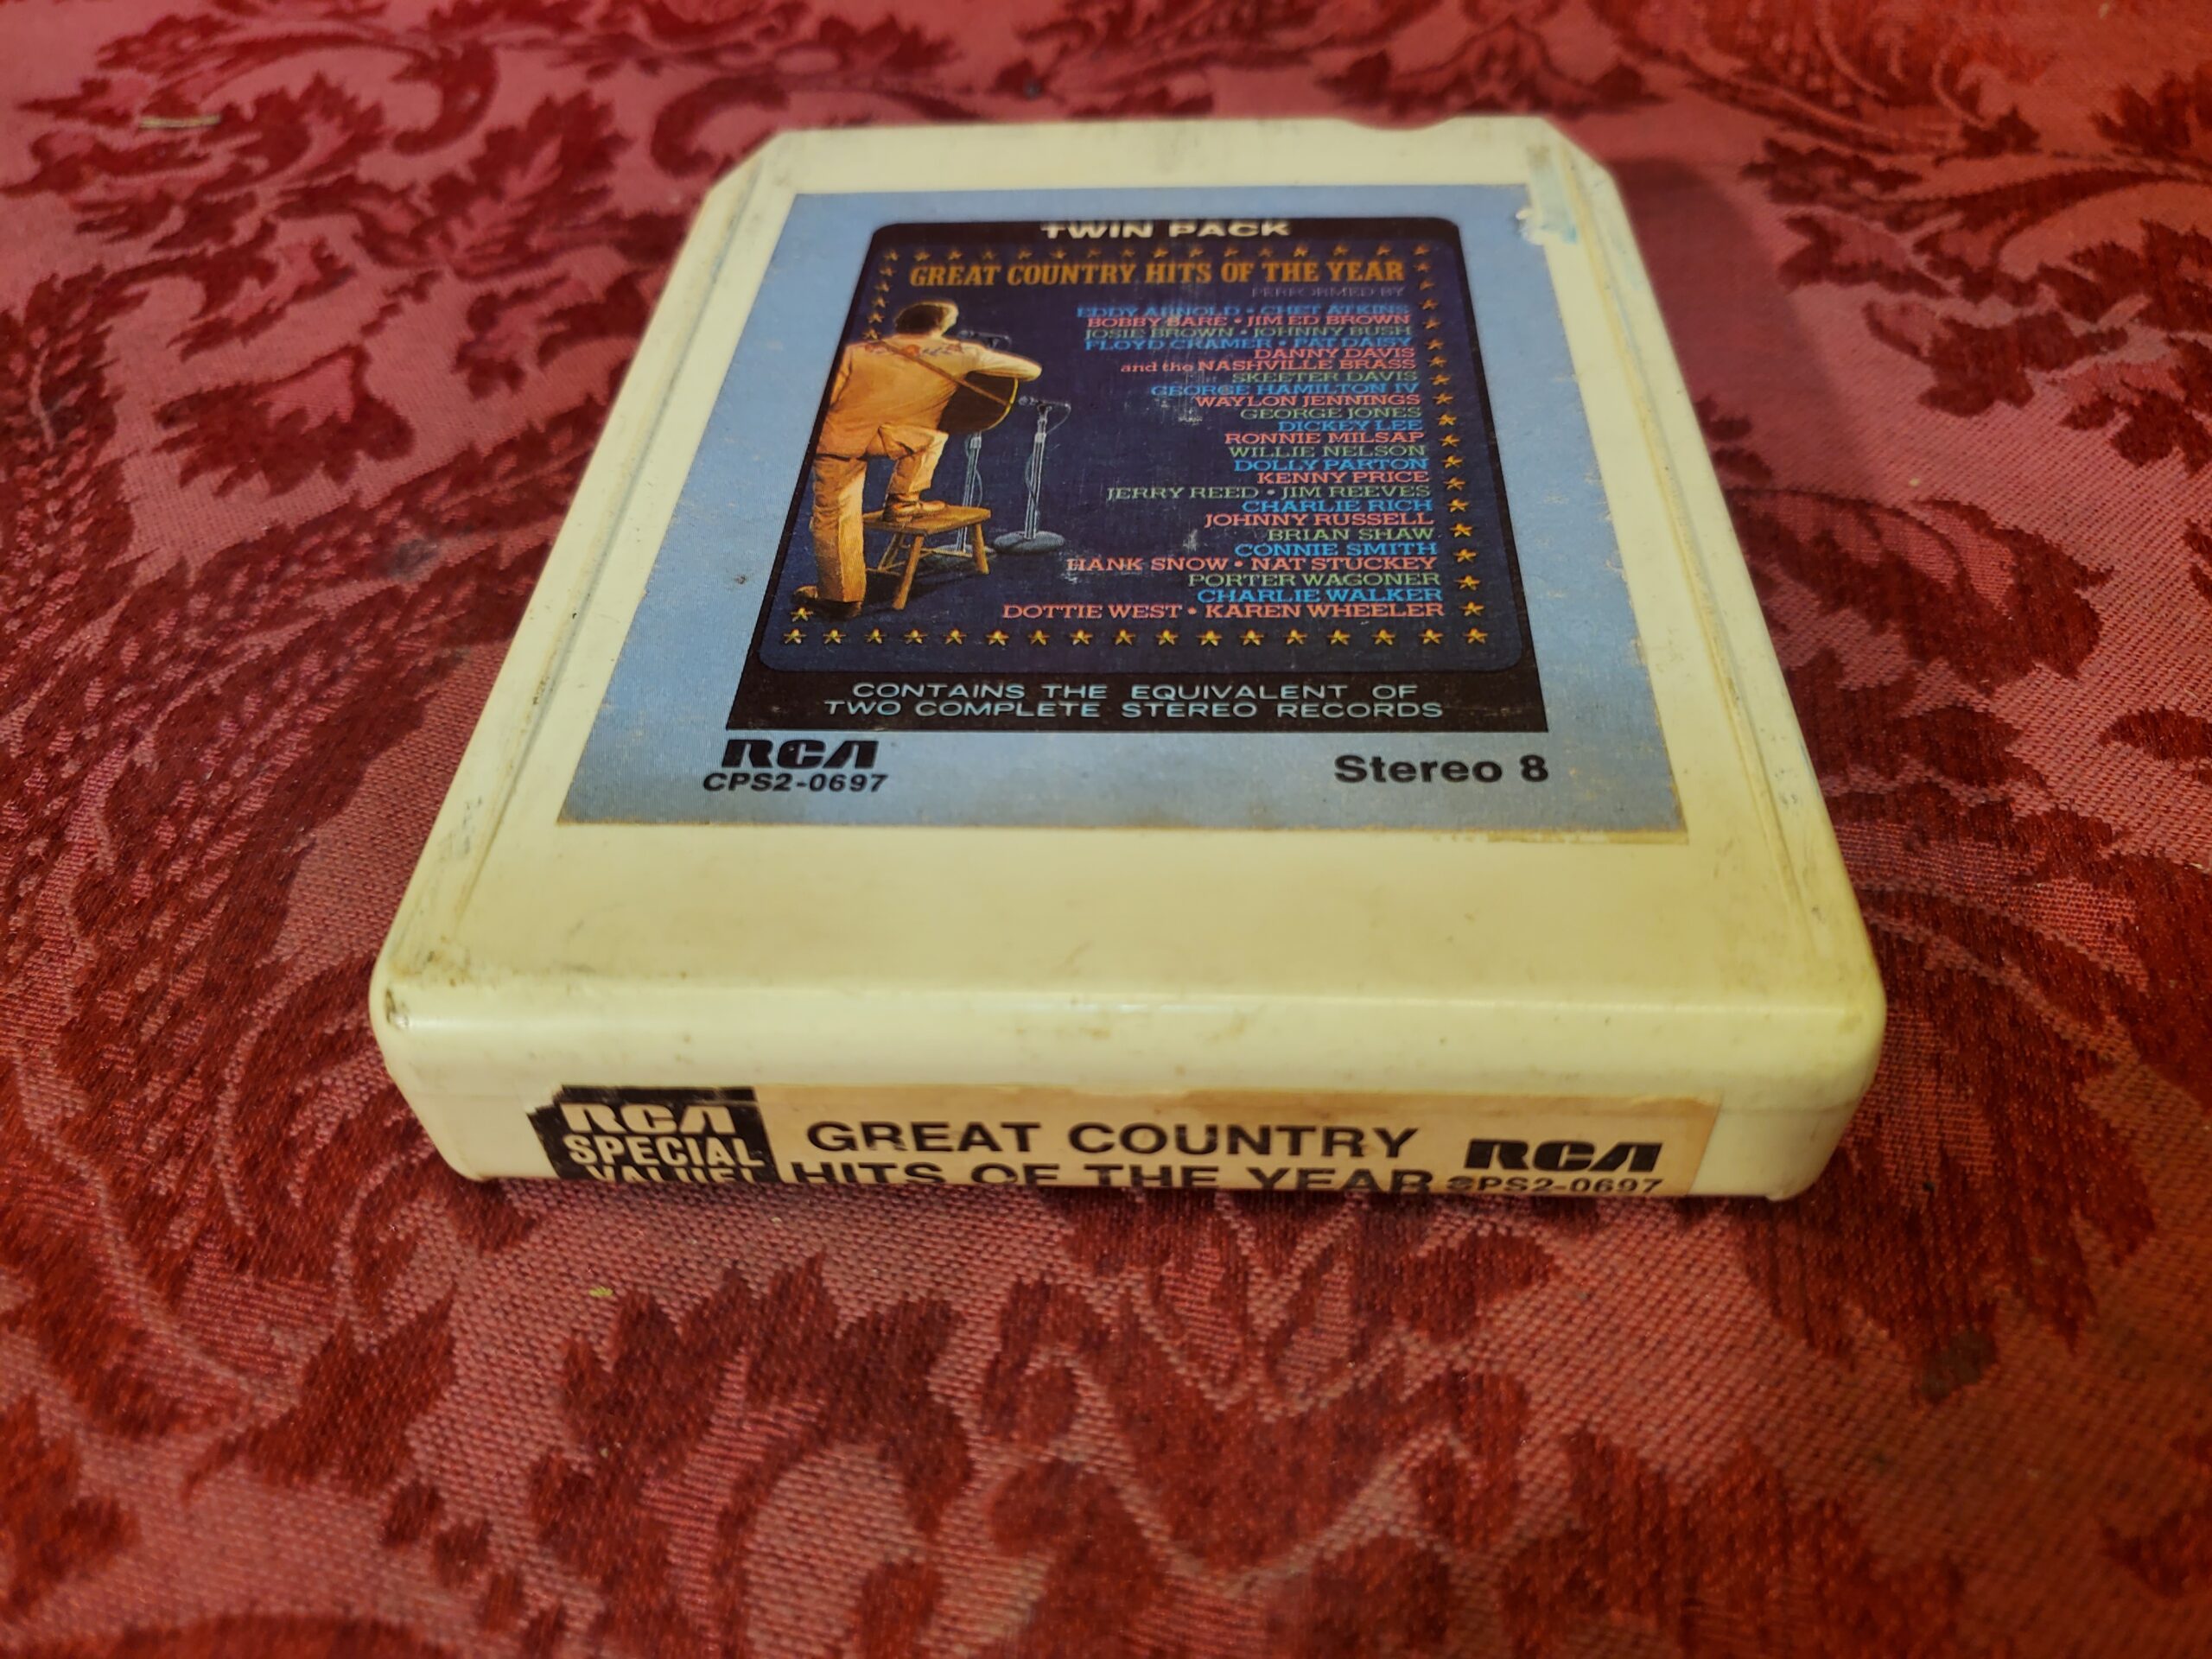 TWIN PACK
GREAT COUNTRY HITS OF THE YEAR
PERFORMED BY
EDDY ARNOLD • CHET ATKINS
BOBBY BARE • JIM ED BROWN
JOSIE BROWN • JOHNNY BUSH
FLOYD CRAMER • PAT DAISY
DANNY DAVIS
and the NASHVILLE BRASS
SKEETER DAVIS
GEORGE HAMILTON IV
WAYLON JENNINGS
GEORGE JONES
DICKEY LEE
RONNIE MILSAP
WILLIE NELSON
DOLLY PARTON
KENNY PRICE
JERRY REED • JIM REEVES
CHARLIE RICH
JOHNNY RUSSELL
BRIAN SHAW
CONNIE SMITH
HANK SNOW • NAT STUCKEY
PORTER WAGONER
CHARLIE WALKER
DOTTIE WEST • KAREN WHEELER
CONTAINS THE EQUIVALENT OF
TWO COMPLETE STEREO RECORDS
RCA
CPS2-0697
Stereo 8
RCA
SPECIAL
VALUE!
GREAT COUNTRY
HITS OF THE YEAR
RCA
CPS2-0697